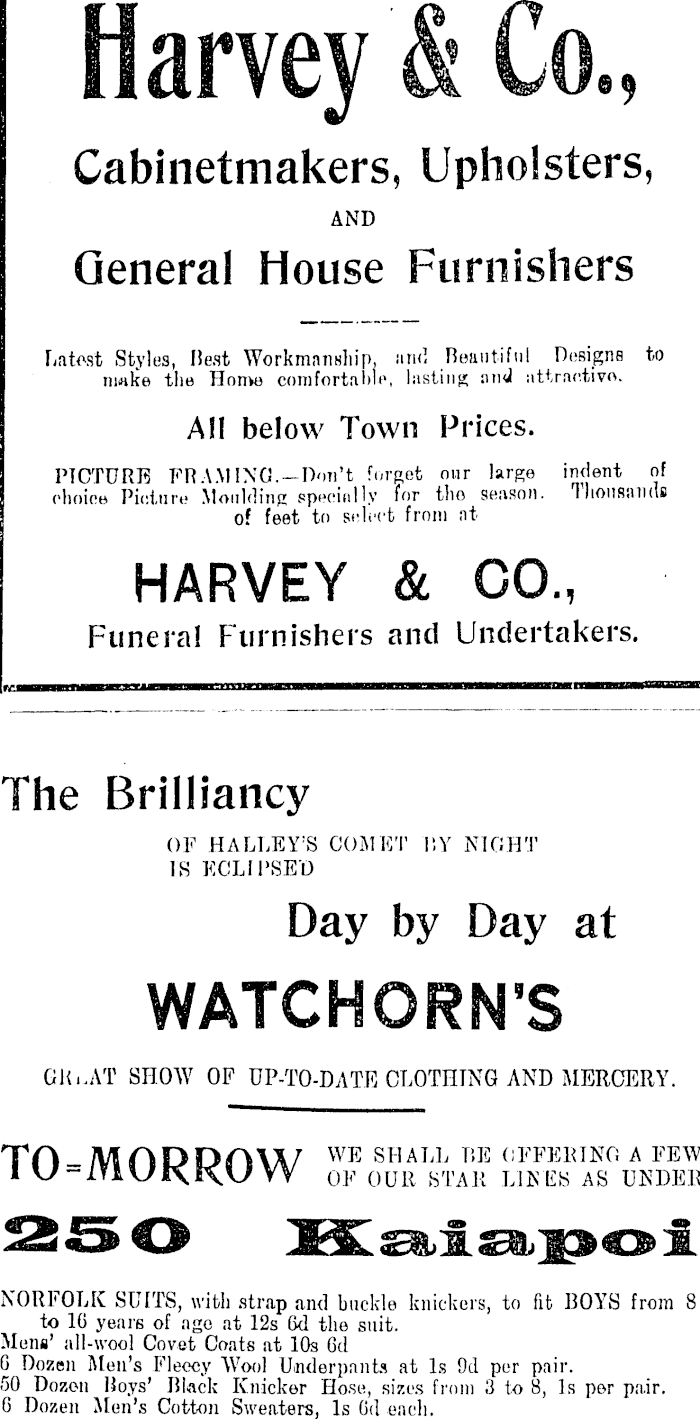 Harvey & Co.,
Cabinetmakers, Upholsters,
AND
General House Furnishers
Latest Styles, Best Workmanship, and Beautiful Designs to
make the Home comfortable, lasting and attractive.
All below Town Prices.
PICTURE FRAMING.—Don't forget our large indent of
choice Picture Moulding specially for the season. Thousands
of feet to select from at
HARVEY & CO.,
Funeral Furnishers and Undertakers.
The Brilliancy
OF HALLEY'S COMET BY NIGHT
IS ECLIPSED
Day by Day at
WATCHORN'S
GREAT SHOW OF UP-TO-DATE CLOTHING AND MERCERY.
TO=MORROW WE SHALL BE OFFERING A FEW
OF OUR STAR LINES AS UNDER
250 Kaiapoi
NORFOLK SUITS, with strap and buckle knickers, to fit BOYS from 8
to 16 years of age at 12s 6d the suit.
Mens' all-wool Covet Coats at 10s 6d
6 Dozen Men's Fleecy Wool Underpants at 1s 9d per pair.
50 Dozen Boys' Black Knicker Hose, sizes from 3 to 8, 1s per pair.
6 Dozen Men's Cotton Sweaters, 1s 6d each.